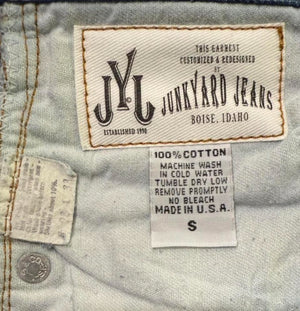 THIS GARMENT
CUSTOMIZED & REDESIGNED
BY
JYJ
JUNKYARD JEANS
ESTABLISHED 1990
BOISE, IDAHO
100% COTTON
MACHINE WASH
IN COLD WATER
TUMBLE DRY LOW
REMOVE PROMPTLY
NO BLEACH
MADE IN U.S.A.
S